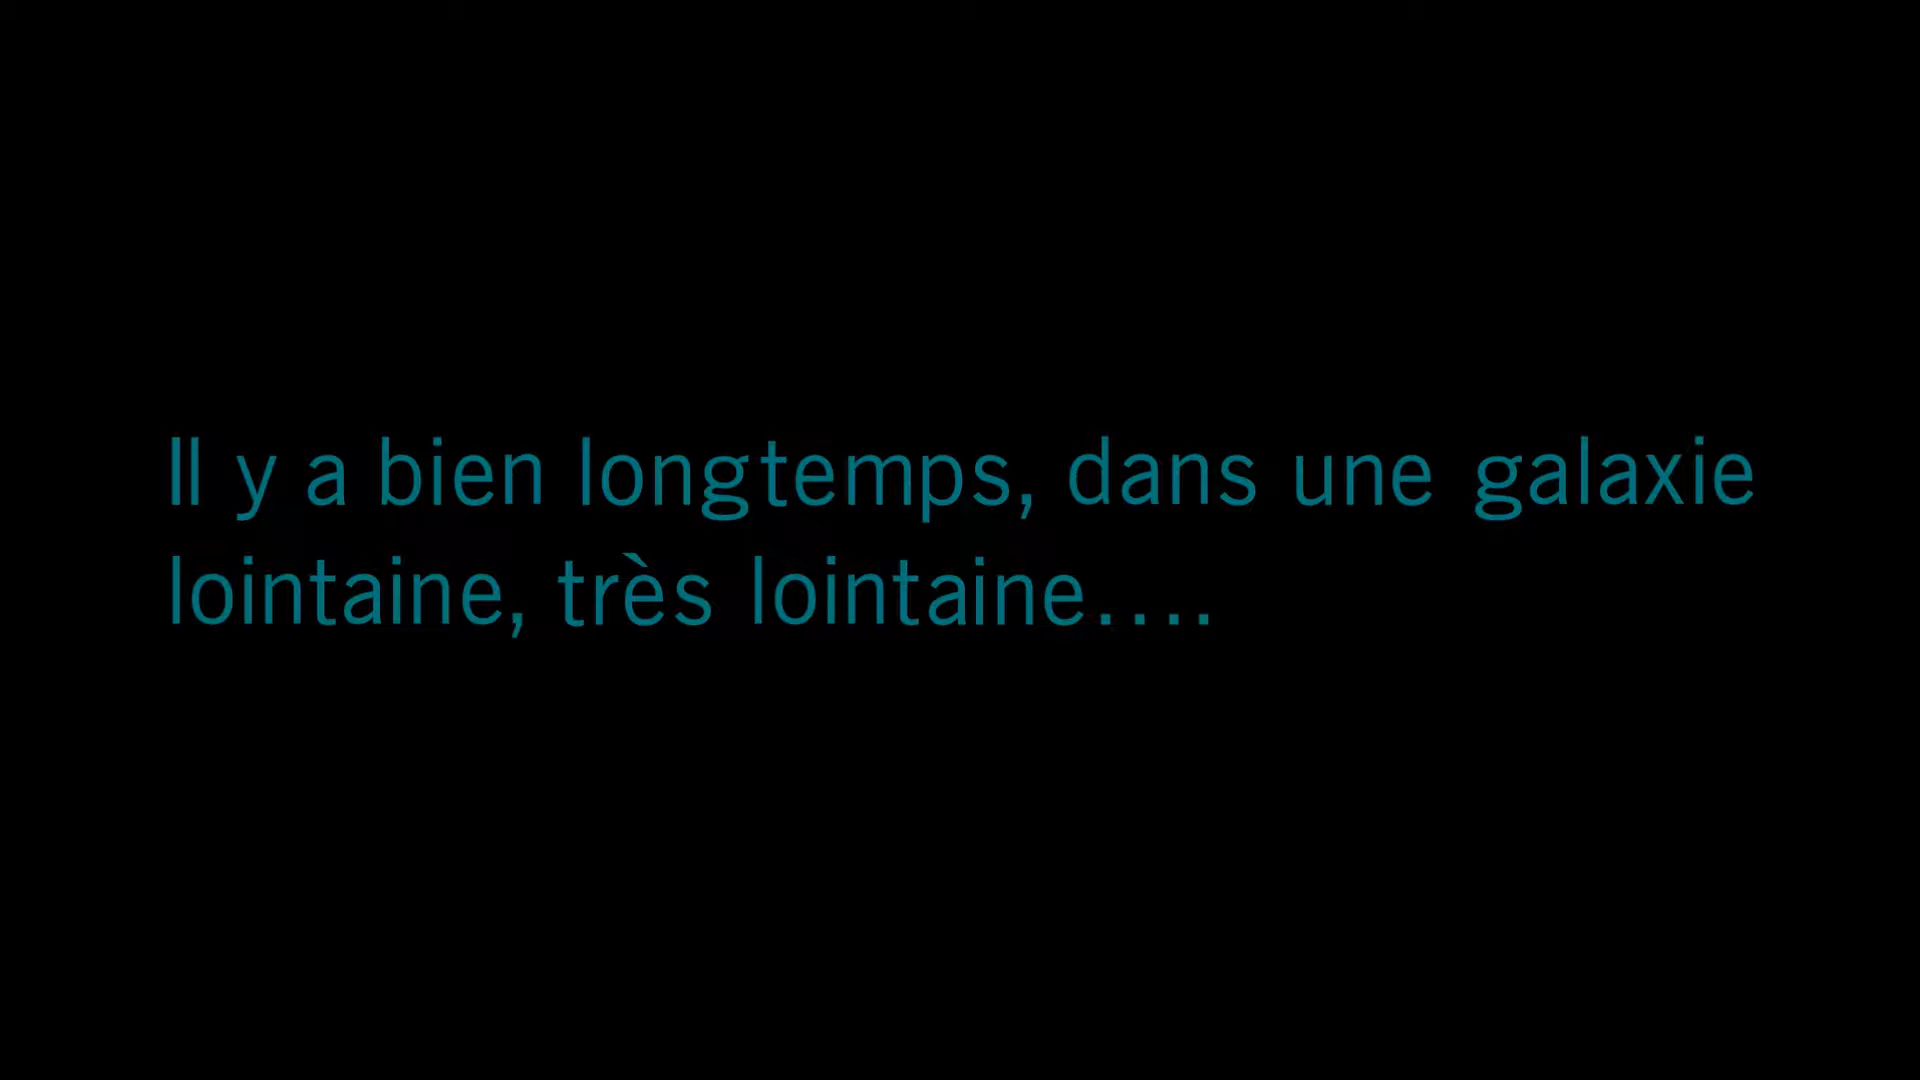 Il y a bien longtemps, dans une galaxie
lointaine, très lointaine....